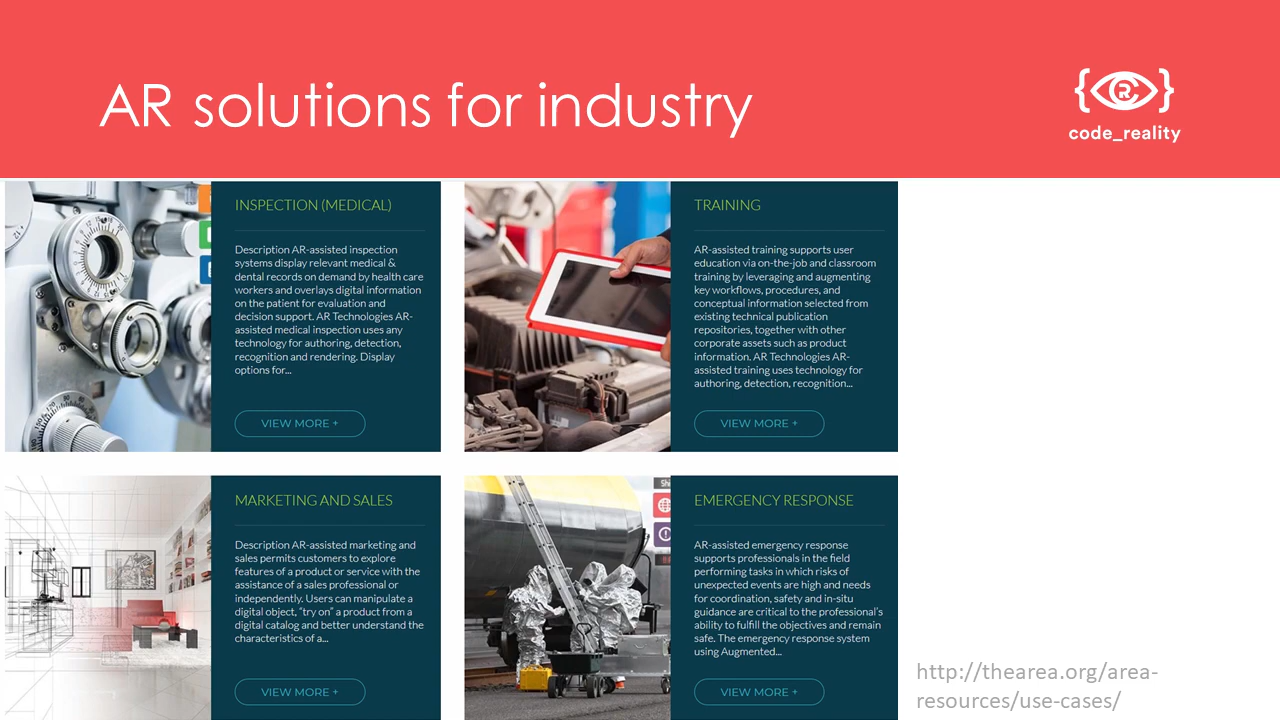 AR solutions for industry
code_reality
INSPECTION (MEDICAL)
Description AR-assisted inspection
systems display relevant medical &
dental records on demand by health care
workers and overlays digital information
on the patient for evaluation and
decision support. AR Technologies AR-
assisted medical inspection uses any
technology for authoring, detection,
recognition and rendering. Display
options for...
VIEW MORE +
TRAINING
AR-assisted training supports user
education via on-the-job and classroom
training by leveraging and augmenting
key workflows, procedures, and
conceptual information selected from
existing technical publication
repositories, together with other
corporate assets such as product
information. AR Technologies AR-
assisted training uses technology for
authoring, detection, recognition...
VIEW MORE +
MARKETING AND SALES
Description AR-assisted marketing and
sales permits customers to explore
features of a product or service with the
assistance of a sales professional or
independently. Users can manipulate a
digital object, “try on” a product from a
digital catalog and better understand the
characteristics of a...
VIEW MORE +
EMERGENCY RESPONSE
AR-assisted emergency response
supports professionals in the field
performing tasks in which risks of
unexpected events are high and needs
for coordination, safety and in-situ
guidance are critical to the professional’s
ability to fulfill the objectives and remain
safe. The emergency response system
using Augmented...
VIEW MORE +
http://thearea.org/area-
resources/use-cases/